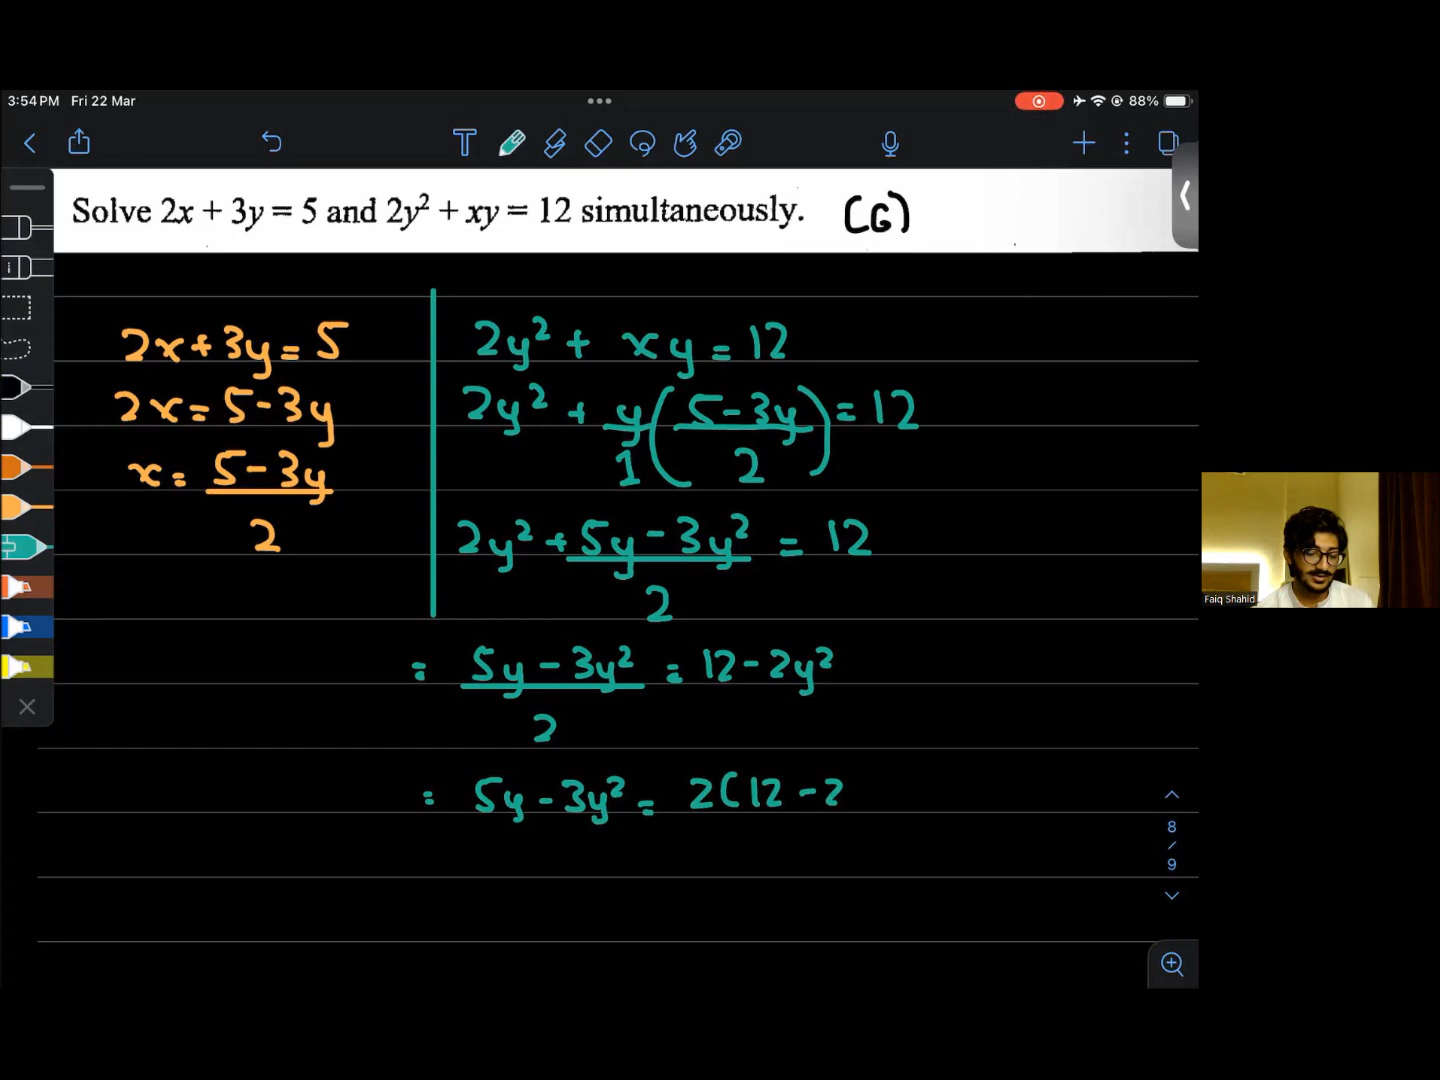 3:54 PM Fri 22 Mar
88%
T
Solve 2x + 3y = 5 and 2y² + xy = 12 simultaneously. (6)
2x + 3y = 5
2x = 5 - 3y
x = 5 - 3y
2
2y² + xy = 12
2y² + y/1 (5 - 3y / 2) = 12
2y² + 5y - 3y² = 12
2
= 5y - 3y² = 12 - 2y²
2
= 5y - 3y² = 2(12 - 2
8
/
9
Faiq Shahid